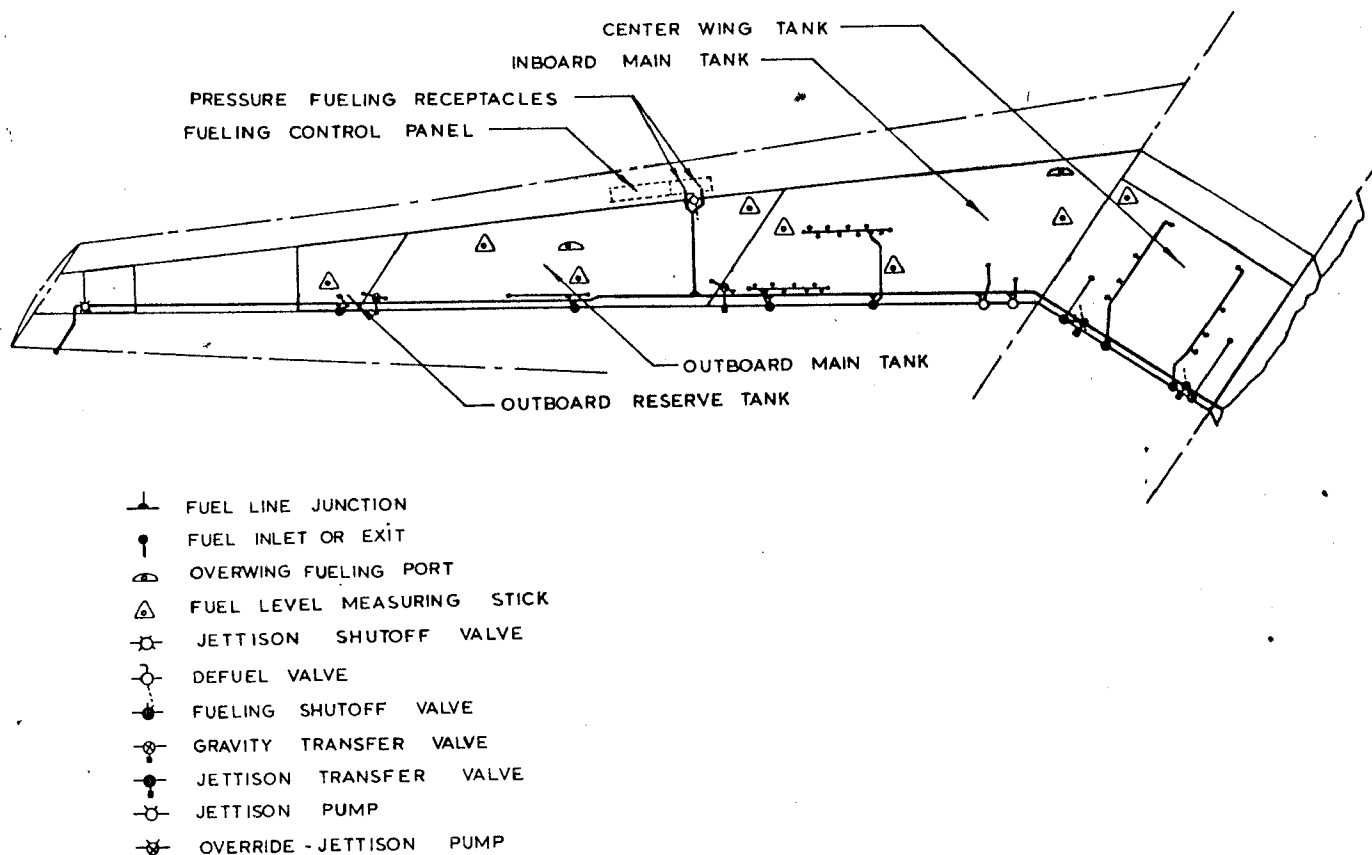 CENTER WING TANK
INBOARD MAIN TANK
PRESSURE FUELING RECEPTACLES
FUELING CONTROL PANEL
OUTBOARD MAIN TANK
OUTBOARD RESERVE TANK
FUEL LINE JUNCTION
FUEL INLET OR EXIT
OVERWING FUELING PORT
FUEL LEVEL MEASURING STICK
JETTISON SHUTOFF VALVE
DEFUEL VALVE
FUELING SHUTOFF VALVE
GRAVITY TRANSFER VALVE
JETTISON TRANSFER VALVE
JETTISON PUMP
OVERRIDE - JETTISON PUMP